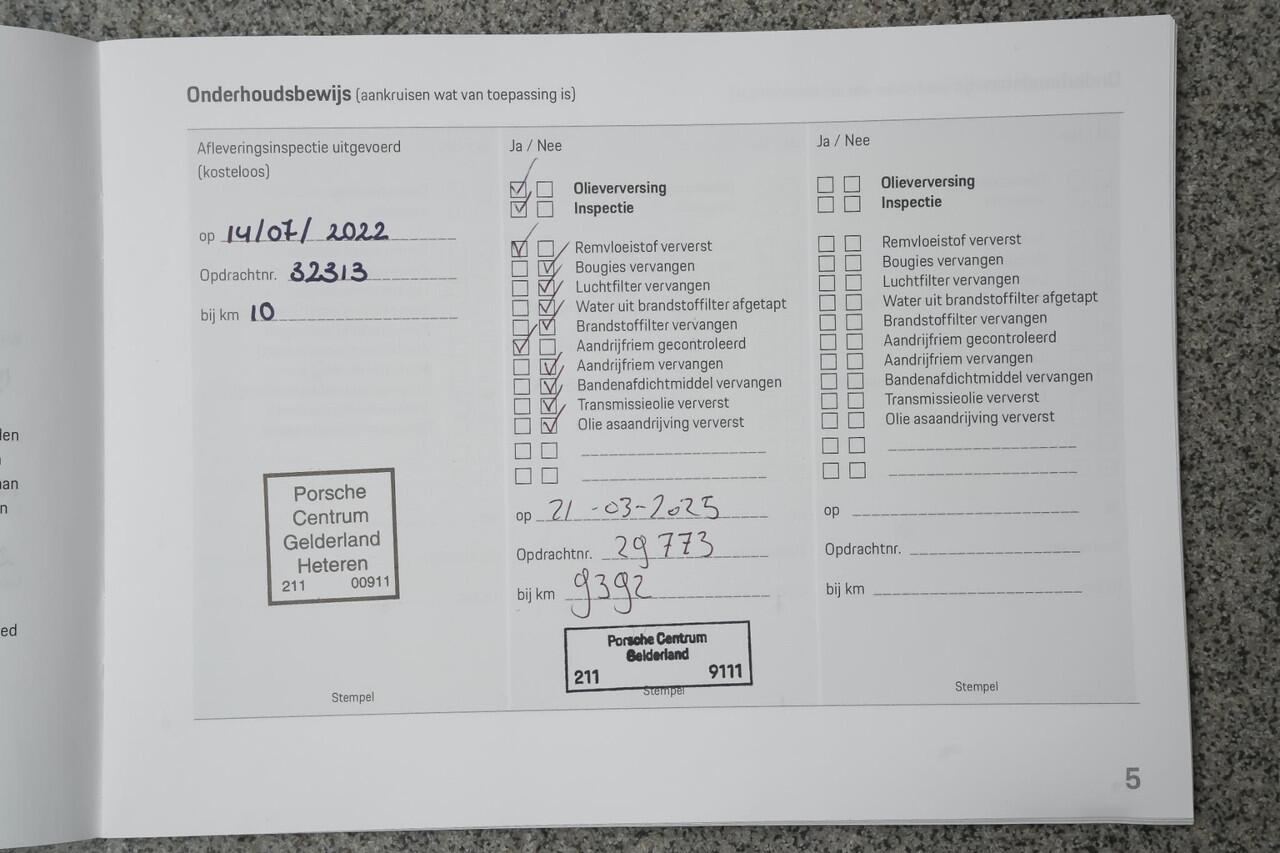 Onderhoudsbewijs (aankruisen wat van toepassing is)
Afleveringsinspectie uitgevoerd
(kosteloos)
op 14/07/2022
Opdrachtnr. 32313
bij km 10
Porsche
Centrum
Gelderland
Heteren
211 00911
Stempel
Ja / Nee
Olieverversing
Inspectie
Remvloeistof ververst
Bougies vervangen
Luchtfilter vervangen
Water uit brandstoffilter afgetapt
Brandstoffilter vervangen
Aandrijfriem gecontroleerd
Aandrijfriem vervangen
Bandenafdichtmiddel vervangen
Transmissieolie ververst
Olie asaandrijving ververst
op 21-03-2025
Opdrachtnr. 29773
bij km 9392
Porsche Centrum
Gelderland
211 9111
Stempel
Ja / Nee
Olieverversing
Inspectie
Remvloeistof ververst
Bougies vervangen
Luchtfilter vervangen
Water uit brandstoffilter afgetapt
Brandstoffilter vervangen
Aandrijfriem gecontroleerd
Aandrijfriem vervangen
Bandenafdichtmiddel vervangen
Transmissieolie ververst
Olie asaandrijving ververst
op
Opdrachtnr.
bij km
Stempel
5